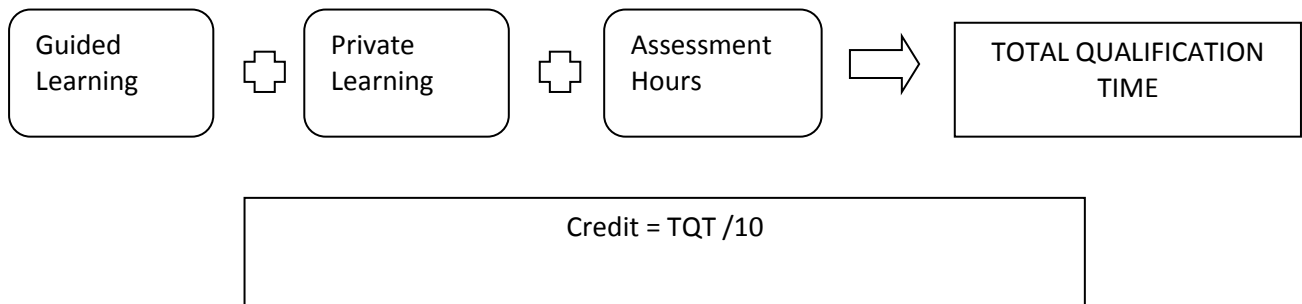 Guided
Learning
Private
Learning
Assessment
Hours
TOTAL QUALIFICATION
TIME
Credit = TQT /10